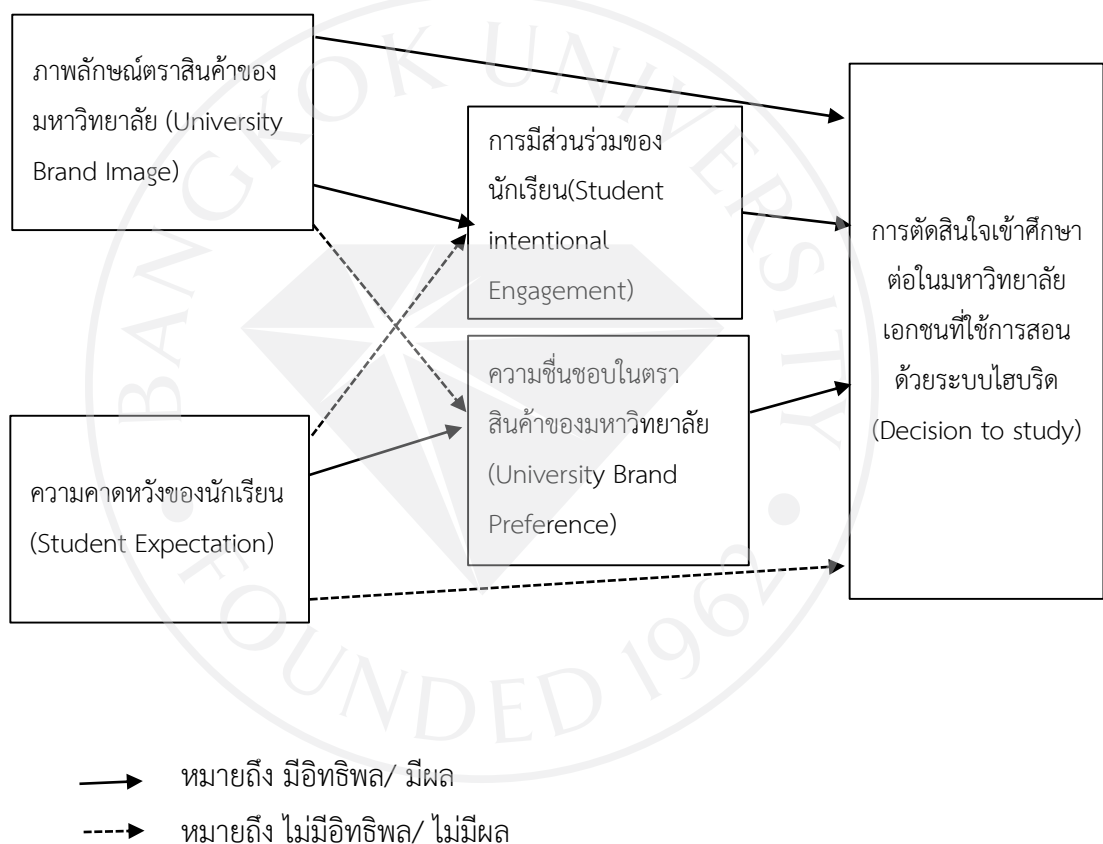 ภาพลักษณ์ตราสินค้าของ
มหาวิทยาลัย (University
Brand Image)
การมีส่วนร่วมของ
นักเรียน(Student
intentional
Engagement)
ความชื่นชอบในตรา
สินค้าของมหาวิทยาลัย
(University Brand
Preference)
ความคาดหวังของนักเรียน
(Student Expectation)
การตัดสินใจเข้าศึกษา
ต่อในมหาวิทยาลัย
เอกชนที่ใช้การสอน
ด้วยระบบไฮบริด
(Decision to study)
หมายถึง มีอิทธิพล/ มีผล
หมายถึง ไม่มีอิทธิพล/ ไม่มีผล
BANGKOK UNIVERSITY
FOUNDED 1962